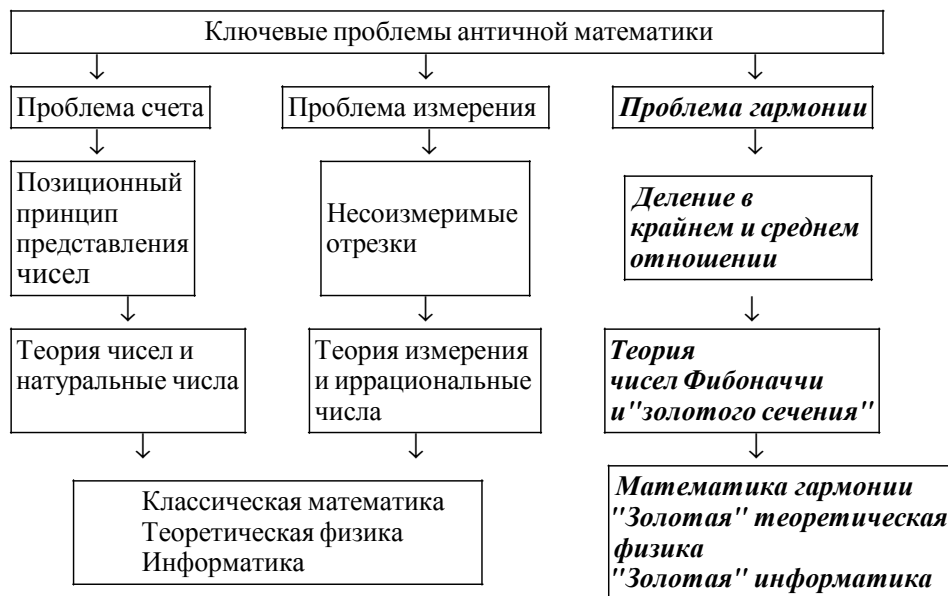 Ключевые проблемы античной математики
Проблема счета
Проблема измерения
Проблема гармонии
Позиционный
принцип
представления
чисел
Несоизмеримые
отрезки
Деление в
крайнем и среднем
отношении
Теория чисел и
натуральные числа
Теория измерения
и иррациональные
числа
Теория
чисел Фибоначчи
и"золотого сечения"
Классическая математика
Теоретическая физика
Информатика
Математика гармонии
"Золотая" теоретическая
физика
"Золотая" информатика